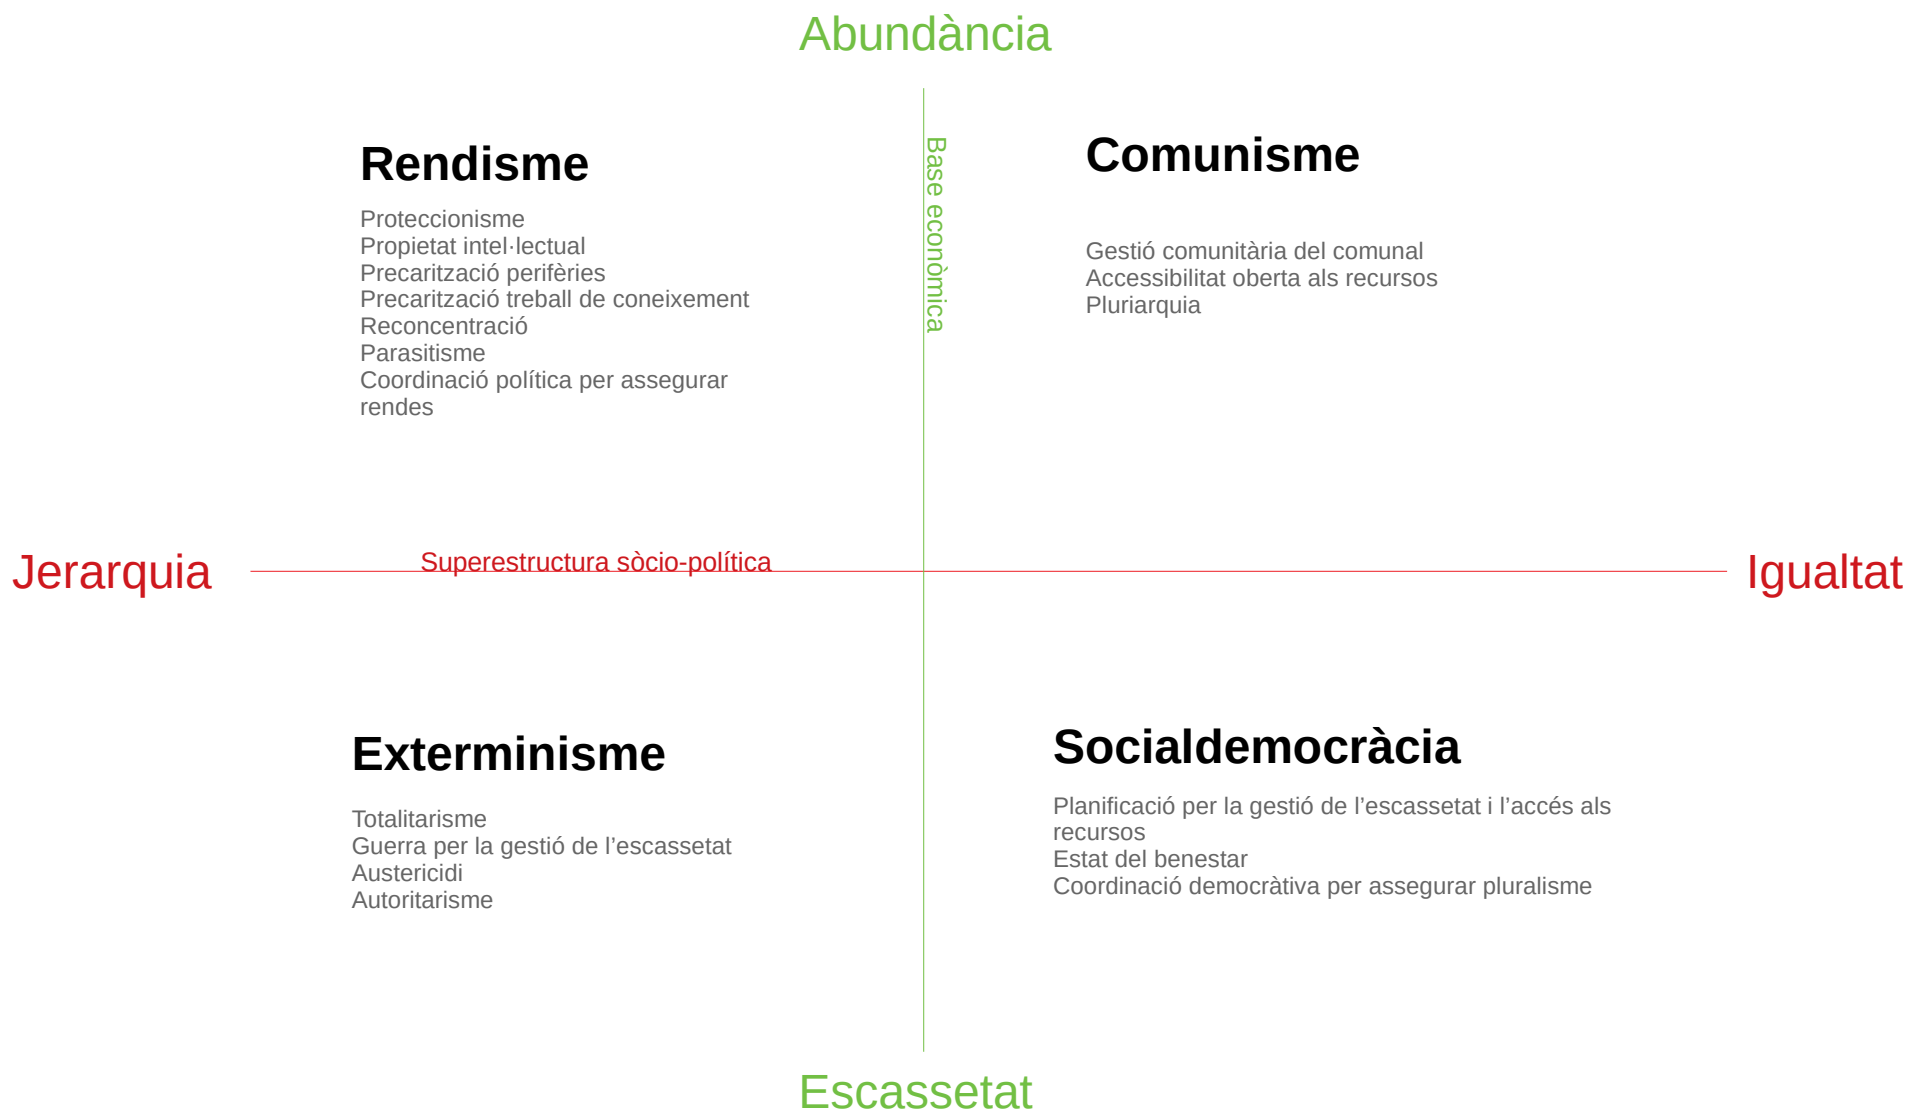 Abundància
Base econòmica
Rendisme
Proteccionisme
Propietat intel·lectual
Precarització perifèries
Precarització treball de coneixement
Reconcentració
Parasitisme
Coordinació política per assegurar
rendes
Comunisme
Gestió comunitària del comunal
Accessibilitat oberta als recursos
Pluriarquia
Jerarquia
Superestructura sòcio-política
Igualtat
Exterminisme
Totalitarisme
Guerra per la gestió de l’escassetat
Austericidi
Autoritarisme
Socialdemocràcia
Planificació per la gestió de l’escassetat i l’accés als
recursos
Estat del benestar
Coordinació democràtiva per assegurar pluralisme
Escassetat